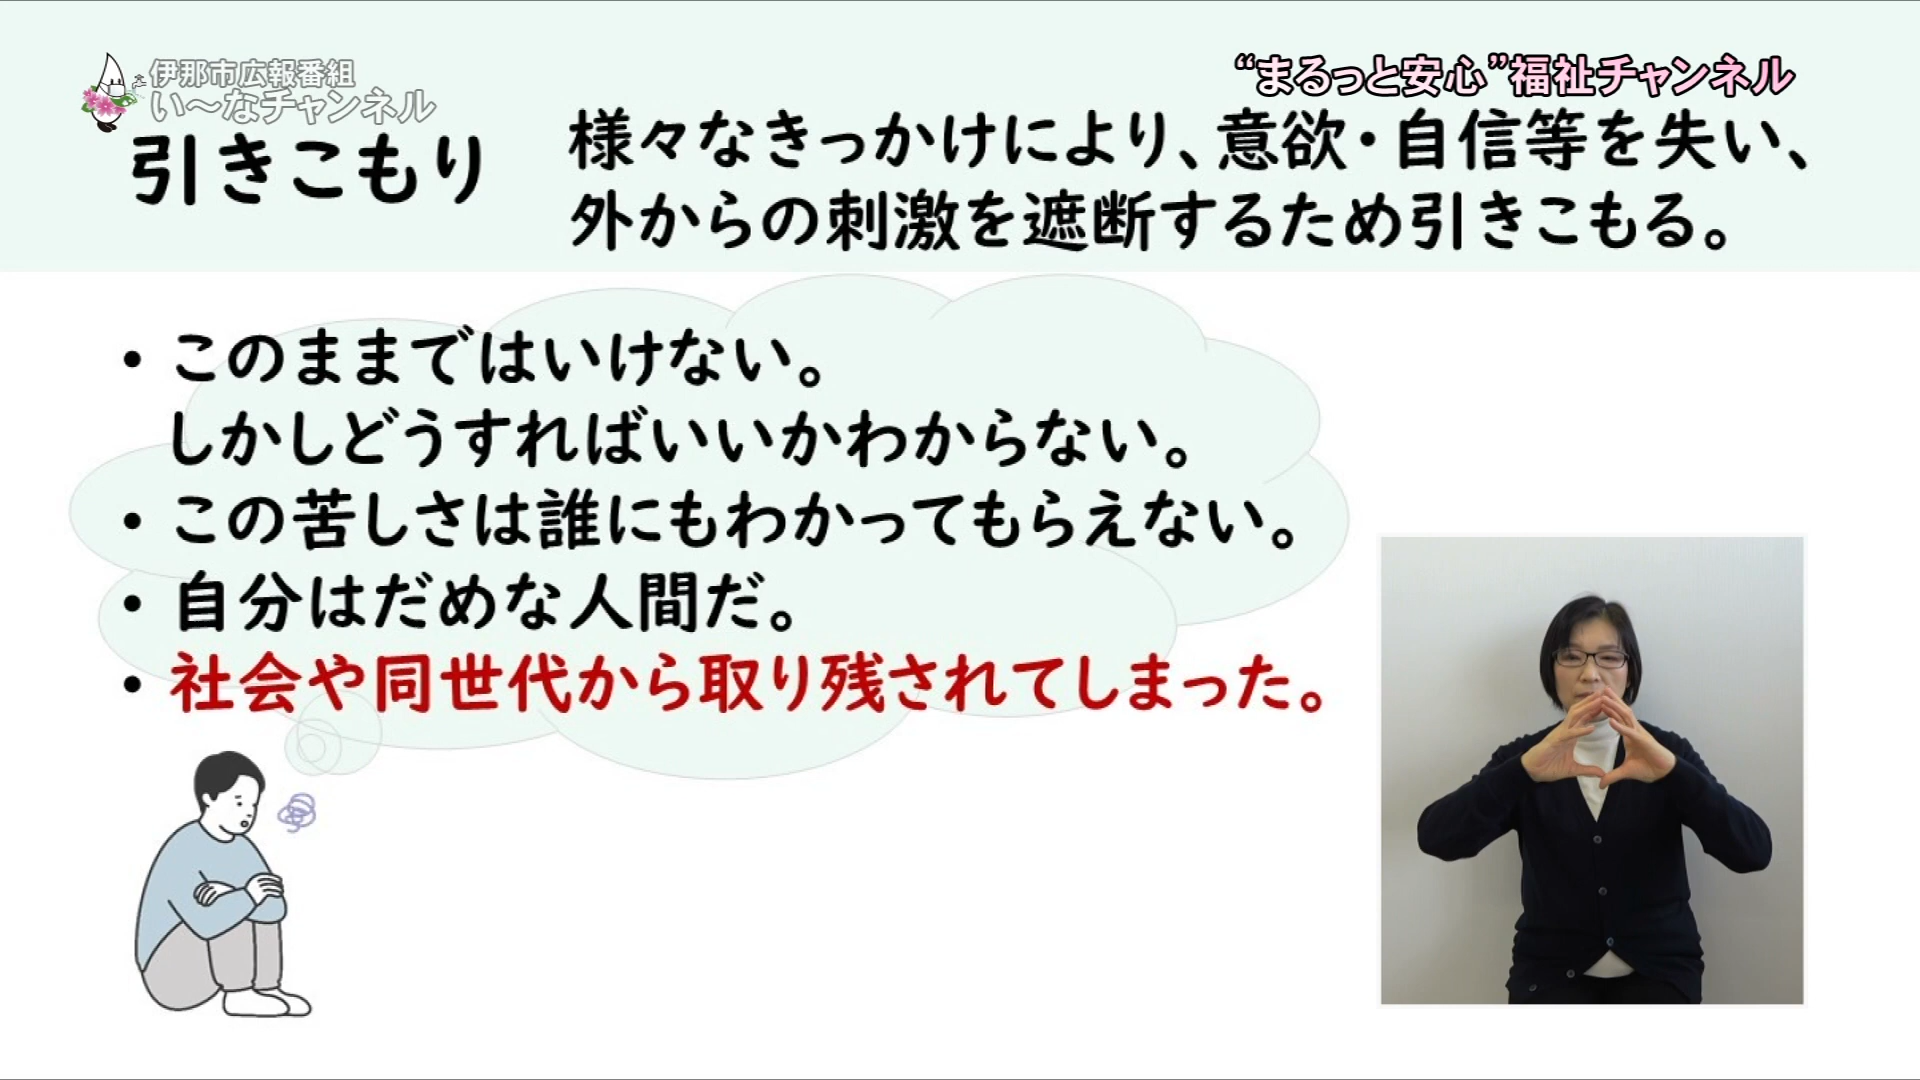 伊那市広報番組
い～なチャンネル
“まるっと安心”福祉チャンネル
引きこもり
様々なきっかけにより、意欲・自信等を失い、
外からの刺激を遮断するため引きこもる。
・このままではいけない。
しかしどうすればいいかわからない。
・この苦しさは誰にもわかってもらえない。
・自分はだめな人間だ。
・社会や同世代から取り残されてしまった。